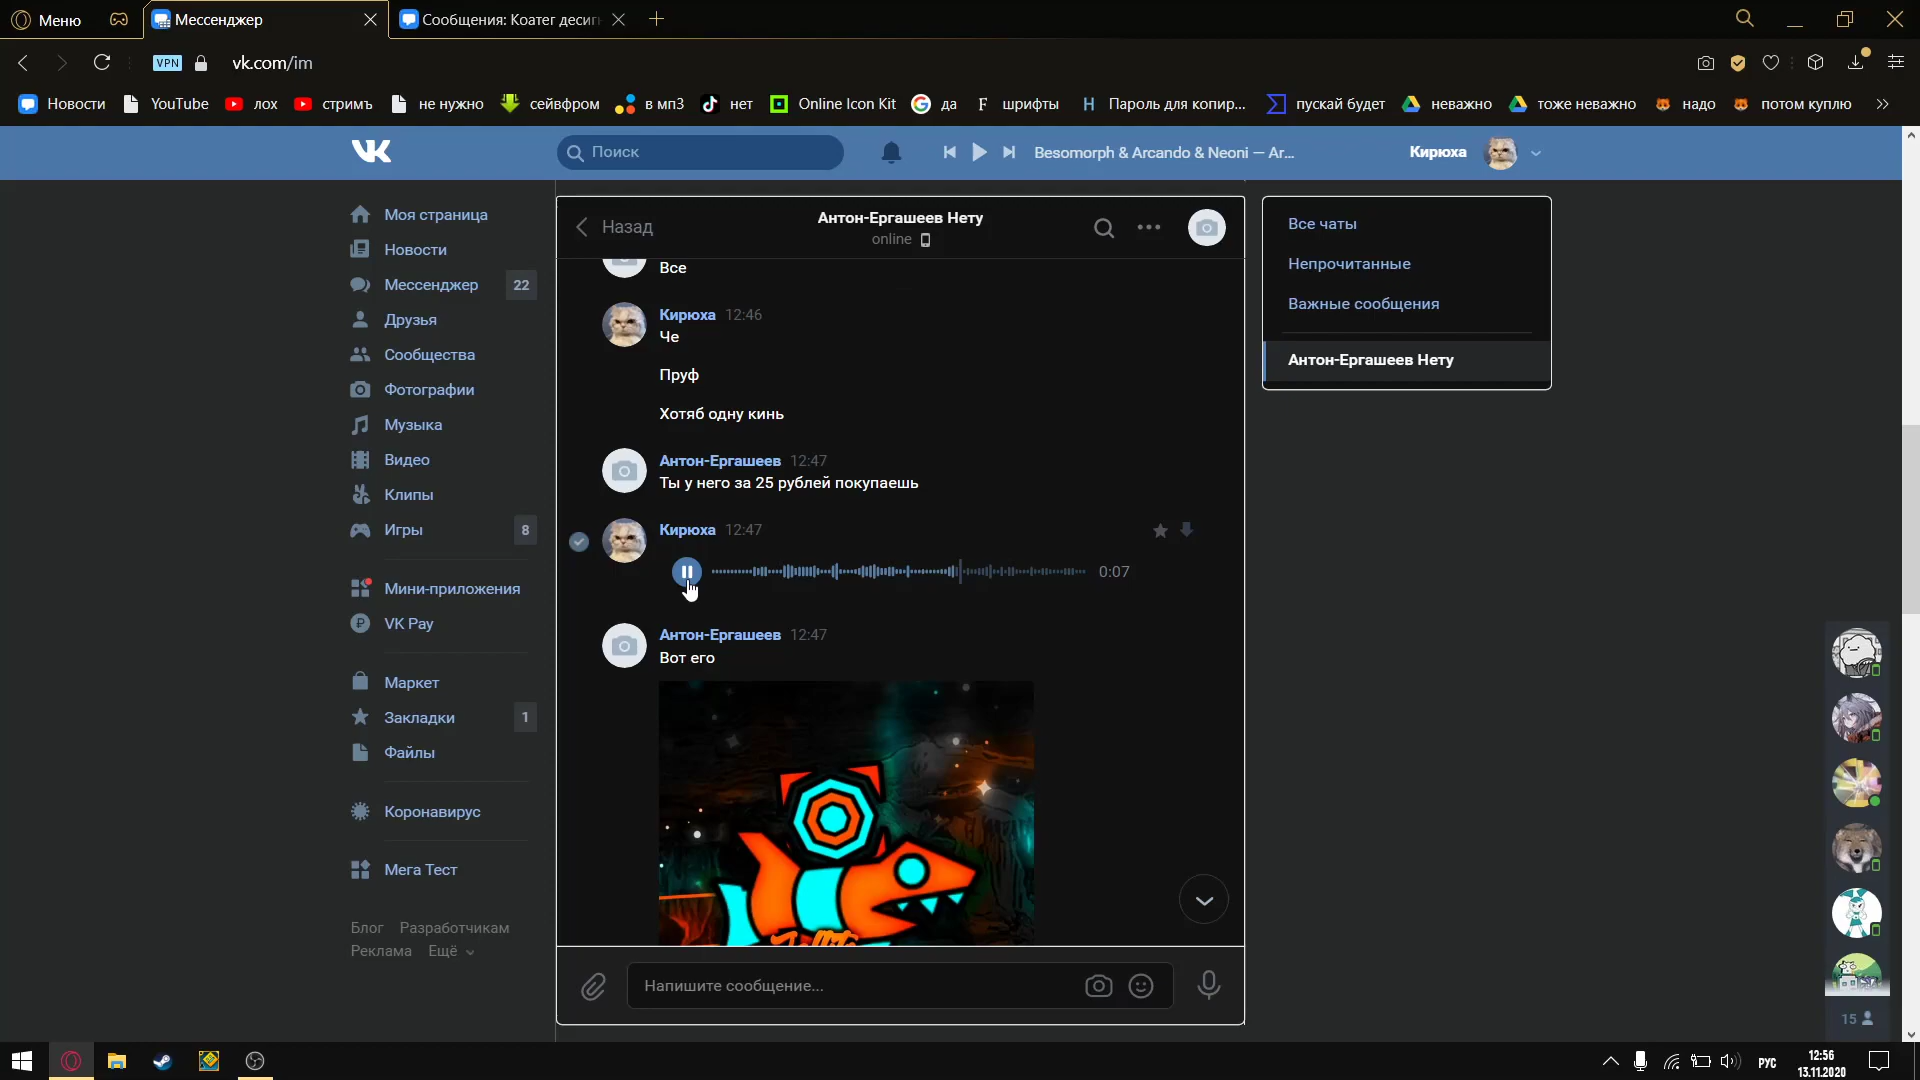 Меню
Мессенджер
Сообщения: Коатег десиг
VPN
vk.com/im
Новости
YouTube
лох
стримъ
не нужно
сейвфром
в мп3
нет
Online Icon Kit
да
шрифты
Пароль для копир...
пускай будет
неважно
тоже неважно
надо
потом куплю
Поиск
Besomorph & Arcando & Neoni — Ar...
Кирюха
Моя страница
Новости
Мессенджер 22
Друзья
Сообщества
Фотографии
Музыка
Видео
Клипы
Игры 8
Мини-приложения
VK Pay
Маркет
Закладки 1
Файлы
Коронавирус
Мега Тест
Блог Разработчикам
Реклама Ещё
Назад
Антон-Ергашеев Нету
online
Все
Кирюха 12:46
Че
Пруф
Хотяб одну кинь
Антон-Ергашеев 12:47
Ты у него за 25 рублей покупаешь
Кирюха 12:47
0:07
Антон-Ергашеев 12:47
Вот его
Напишите сообщение...
Все чаты
Непрочитанные
Важные сообщения
Антон-Ергашеев Нету
15
РУС
12:56
13.11.2020